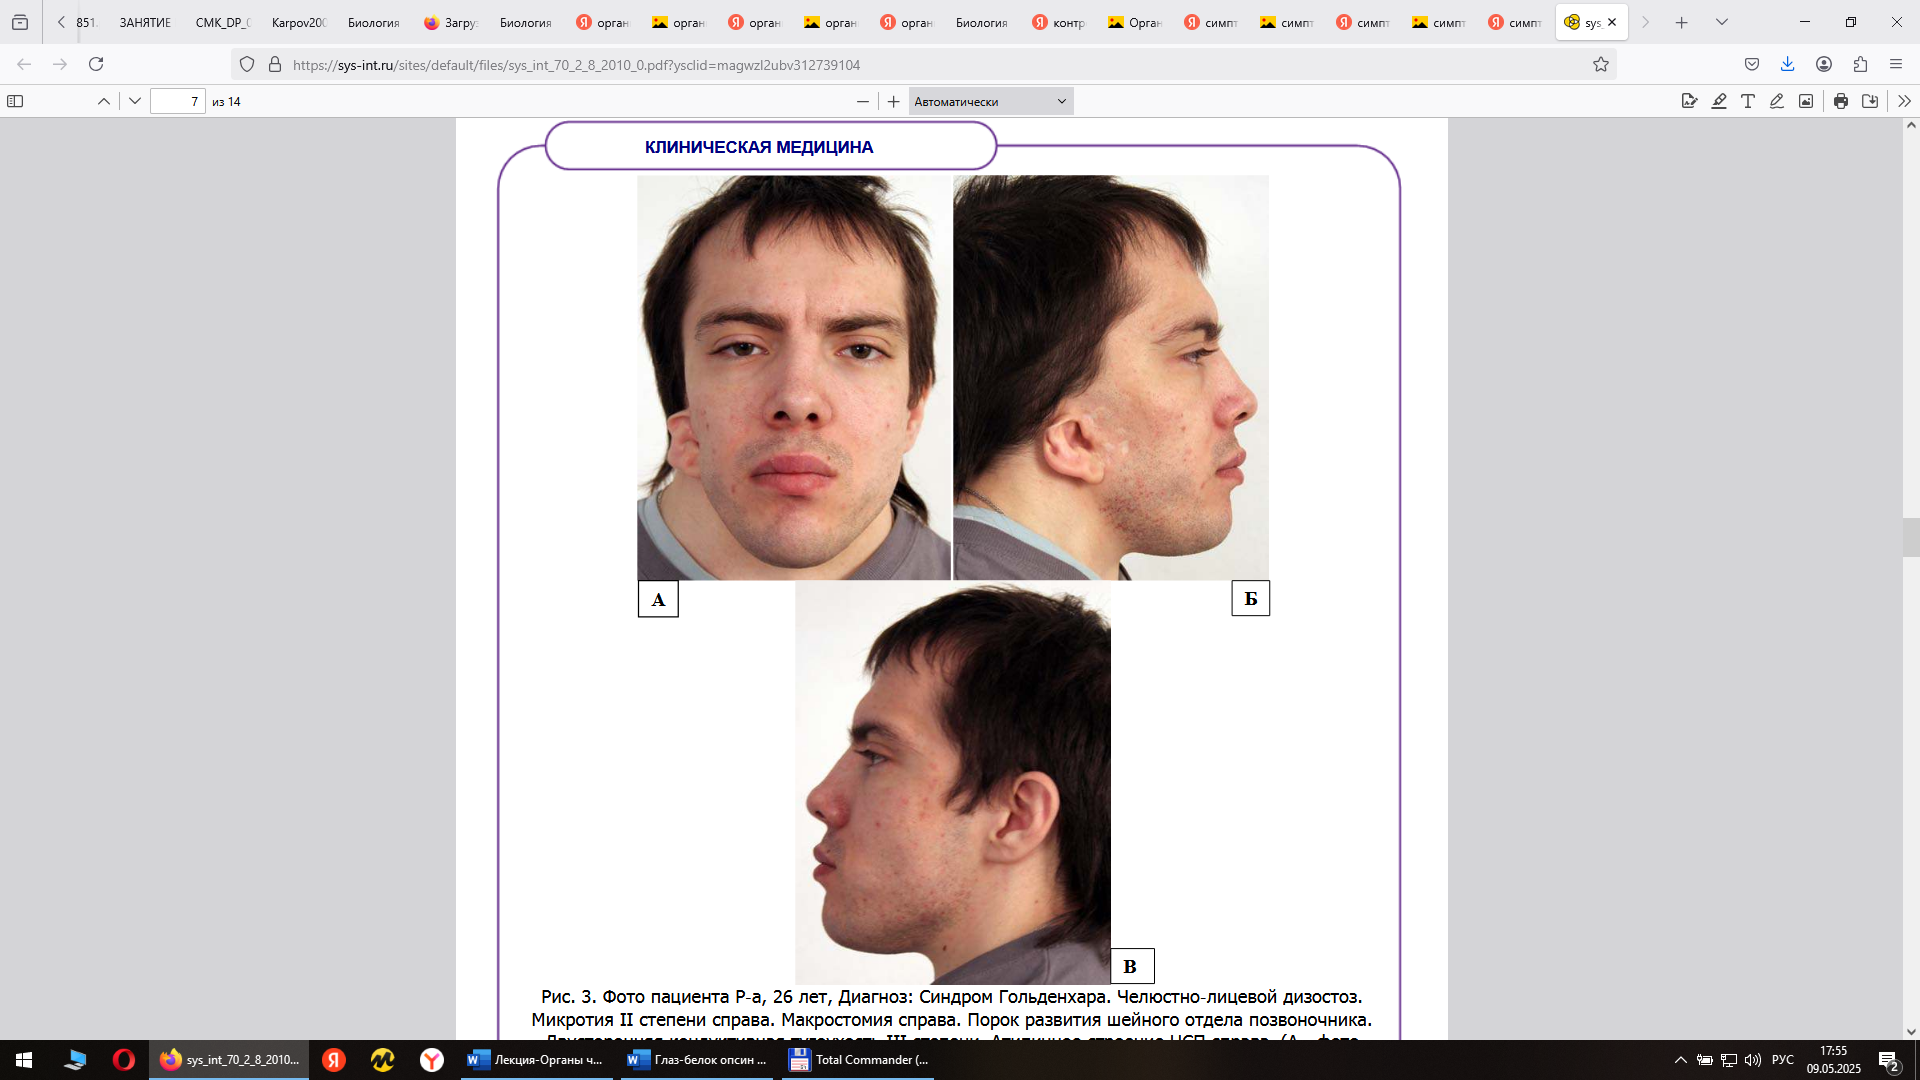 851.
ЗАНЯТИЕ
СМК_DP_
Karpov200
Биология
Загру
Биология
орган
орган
орган
орган
орган
Биология
контр
Орган
симпт
симпт
симпт
симпт
симпт
sys_
https://sys-int.ru/sites/default/files/sys_int_70_2_8_2010_0.pdf?ysclid=magwzl2ubv312739104
7 из 14
Автоматически
КЛИНИЧЕСКАЯ МЕДИЦИНА
А
Б
В
Рис. 3. Фото пациента Р-а, 26 лет, Диагноз: Синдром Гольденхара. Челюстно-лицевой дизостоз.
Микротия II степени справа. Макростомия справа. Порок развития шейного отдела позвоночника.
sys_int_70_2_8_2010...
Лекция-Органы ч...
Глаз-белок опсин ...
Total Commander (...
РУС
17:55
09.05.2025
2